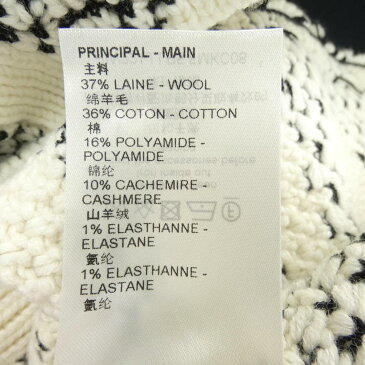 PRINCIPAL - MAIN
主料
37% LAINE - WOOL
绵羊毛
36% COTON - COTTON
棉
16% POLYAMIDE -
POLYAMIDE
锦纶
10% CACHEMIRE -
CASHMERE
山羊绒
1% ELASTHANNE -
ELASTANE
氨纶
1% ELASTHANNE -
ELASTANE
氨纶